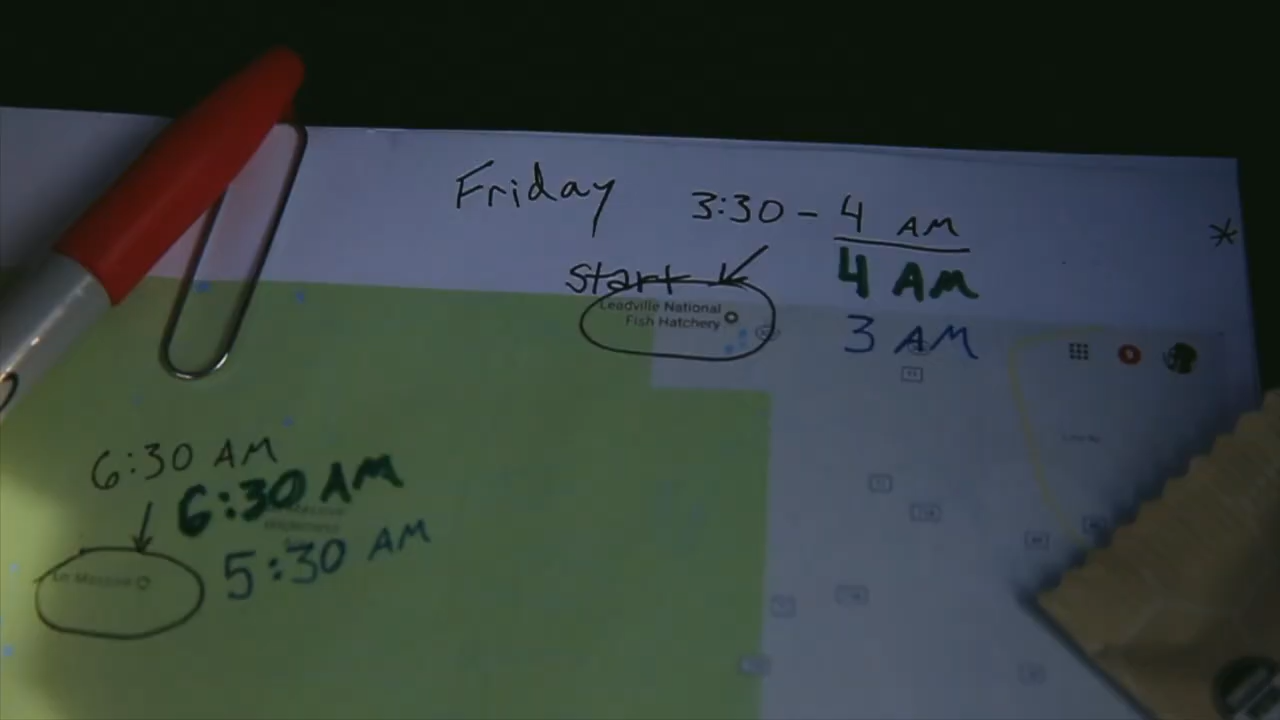 Friday 3:30 – 4 AM
4 AM
Start
Leadville National
Fish Hatchery
3 AM
6:30 AM
6:30 AM
5:30 AM